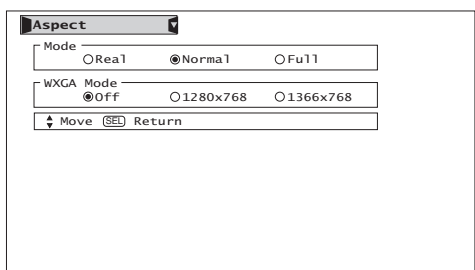 Aspect
Mode
Real Normal Full
WXGA Mode
Off 1280x768 1366x768
Move SEL Return